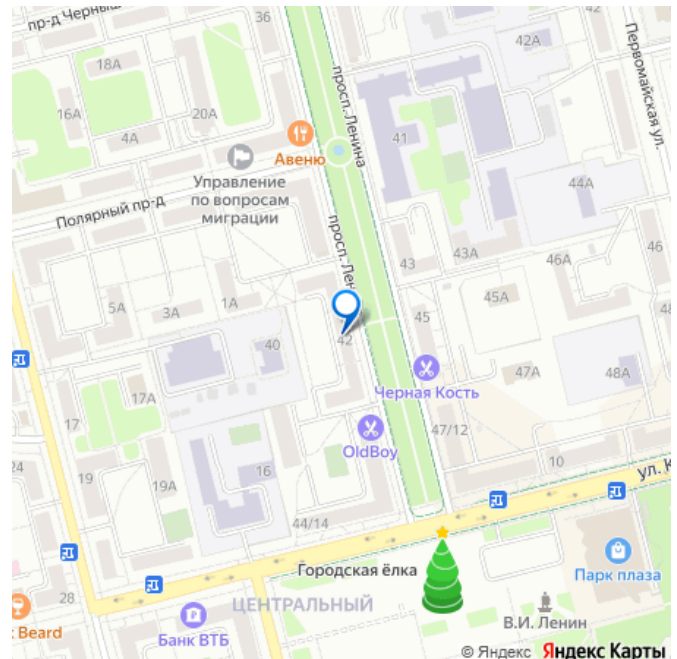 пр-д Черныш
36
42А
18А
Первомайская ул.
просп. Ленина
16А
20А
4А
41
Авеню
Управление
по вопросам
миграции
44А
Полярный пр-д
просп. Лен
43А
46
43
46А
5А
3А
1А
45А
48
45
42
40
Черная Кость
47А
48А
17А
17
OldBoy
47/12
24
19
19А
16
10
ул. К
44/14
Городская ёлка
28
ЦЕНТРАЛЬНЫЙ
Парк плаза
Beard
Банк ВТБ
В.И. Ленин
© Яндекс Яндекс Карты